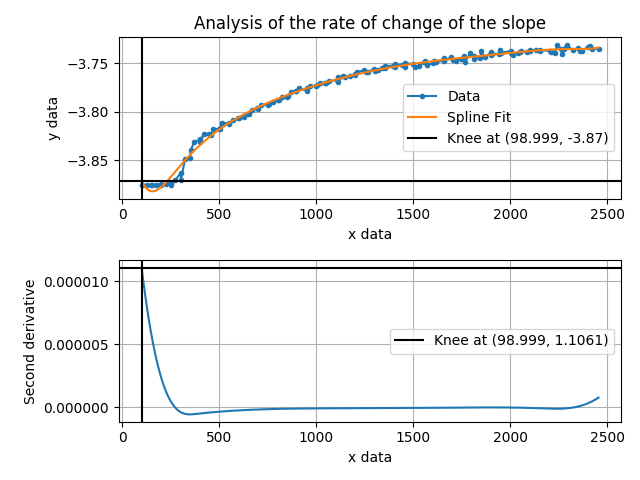 Analysis of the rate of change of the slope
y data
−3.75
−3.80
−3.85
Data
Spline Fit
Knee at (98.999, -3.87)
0 500 1000 1500 2000 2500
x data
Second derivative
0.000010
0.000005
0.000000
Knee at (98.999, 1.1061)
0 500 1000 1500 2000 2500
x data